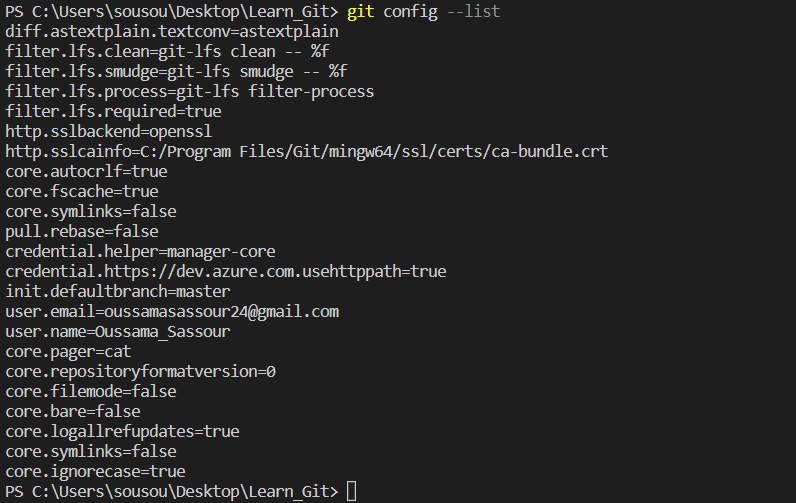 PS C:\Users\sousou\Desktop\Learn_Git> git config --list
diff.astextplain.textconv=astextplain
filter.lfs.clean=git-lfs clean -- %f
filter.lfs.smudge=git-lfs smudge -- %f
filter.lfs.process=git-lfs filter-process
filter.lfs.required=true
http.sslbackend=openssl
http.sslcainfo=C:/Program Files/Git/mingw64/ssl/certs/ca-bundle.crt
core.autocrlf=true
core.fscache=true
core.symlinks=false
pull.rebase=false
credential.helper=manager-core
credential.https://dev.azure.com.usehttppath=true
init.defaultbranch=master
user.email=oussamasassour24@gmail.com
user.name=Oussama_Sassour
core.pager=cat
core.repositoryformatversion=0
core.filemode=false
core.bare=false
core.logallrefupdates=true
core.symlinks=false
core.ignorecase=true
PS C:\Users\sousou\Desktop\Learn_Git>